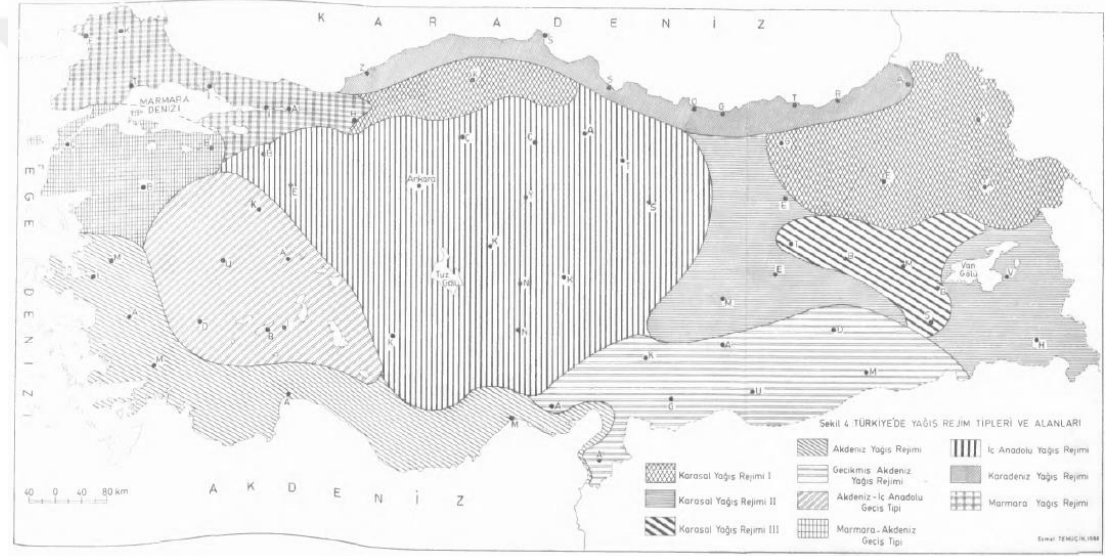 K A R A D E N İ Z
MARMARA
DENİZİ
E G E D E N İ Z İ
Ankara
Tuz
Gölü
Van
Gölü
A K D E N İ Z
40 0 40 80 km
Şekil 4 TÜRKİYE'DE YAĞIŞ REJİM TİPLERİ VE ALANLARI
Karasal Yağış Rejimi I
Karasal Yağış Rejimi II
Karasal Yağış Rejimi III
Akdeniz Yağış Rejimi
Gecikmiş Akdeniz
Yağış Rejimi
Akdeniz-İç Anadolu
Geçiş Tipi
Marmara-Akdeniz
Geçiş Tipi
İç Anadolu Yağış Rejimi
Karadeniz Yağış Rejimi
Marmara Yağış Rejimi
TEMUÇİN,1988